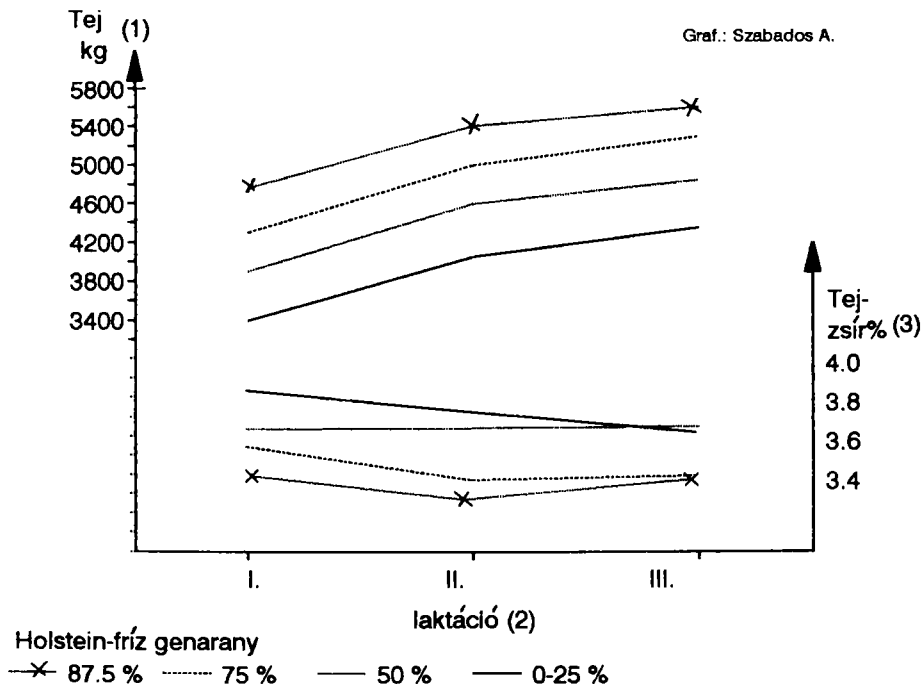 Tej (1)
kg
Graf.: Szabados A.
5800
5400
5000
4600
4200
3800
3400
Tej-
zsír% (3)
4.0
3.8
3.6
3.4
I. II. III.
laktáció (2)
Holstein-fríz genarany
87.5 % 75 % 50 % 0-25 %